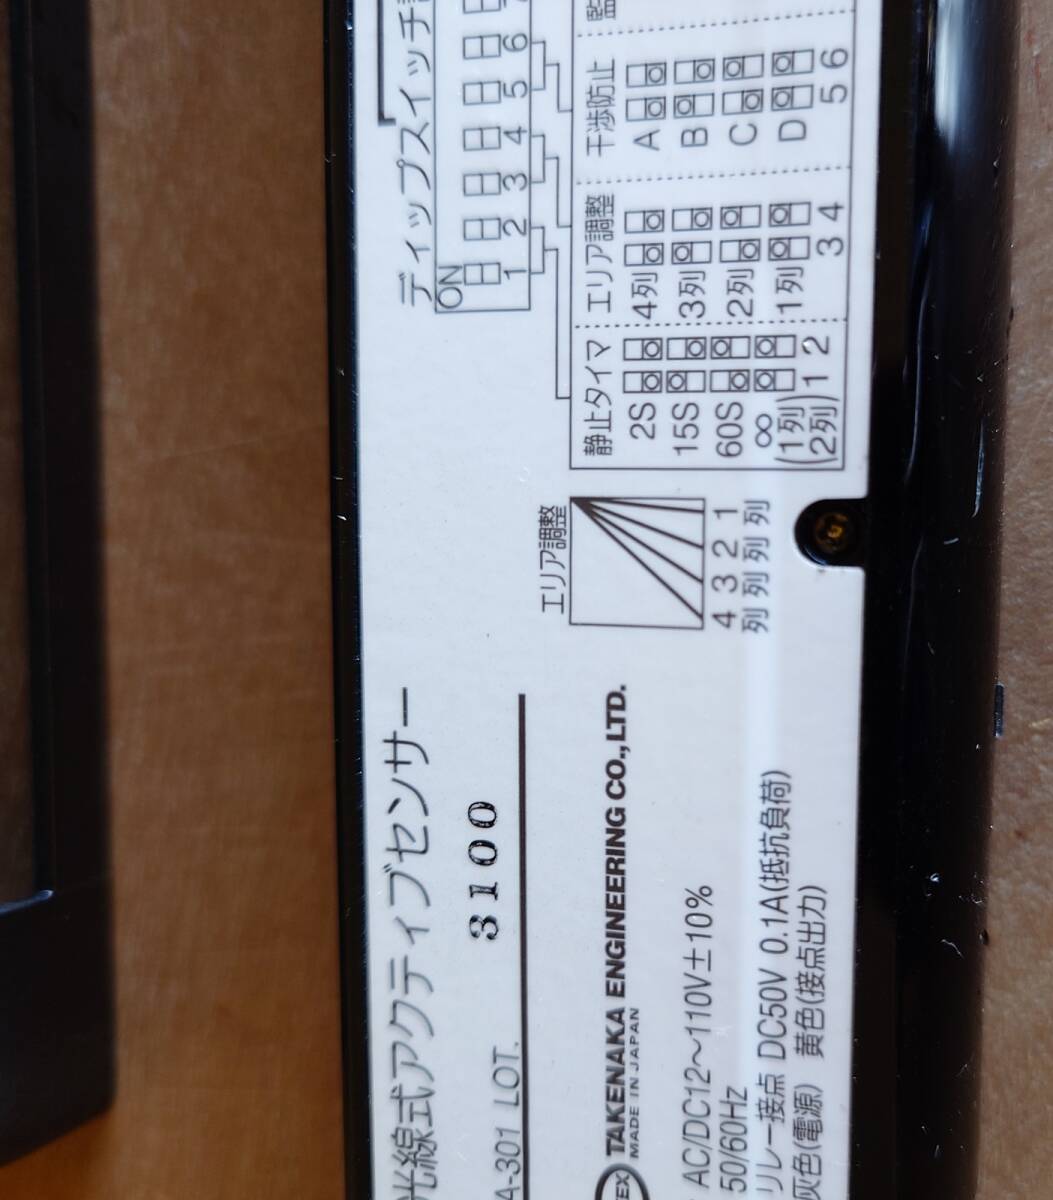 光線式アクティブセンサー
A-301 LOT. 3100
TAKENAKA ENGINEERING CO.,LTD.
MADE IN JAPAN
AC/DC12～110V±10%
50/60Hz
リレー接点 DC50V 0.1A(抵抗負荷)
灰色(電源) 黄色(接点出力)
エリア調整
4列 3列 2列 1列
ディップスイッチ
ON
1 2 3 4 5 6
静止タイマ エリア調整 干渉防止
2S 4列 A
15S 3列 B
60S 2列 C
∞ 1列 D
(1列)
(2列) 1 2 3 4 5 6